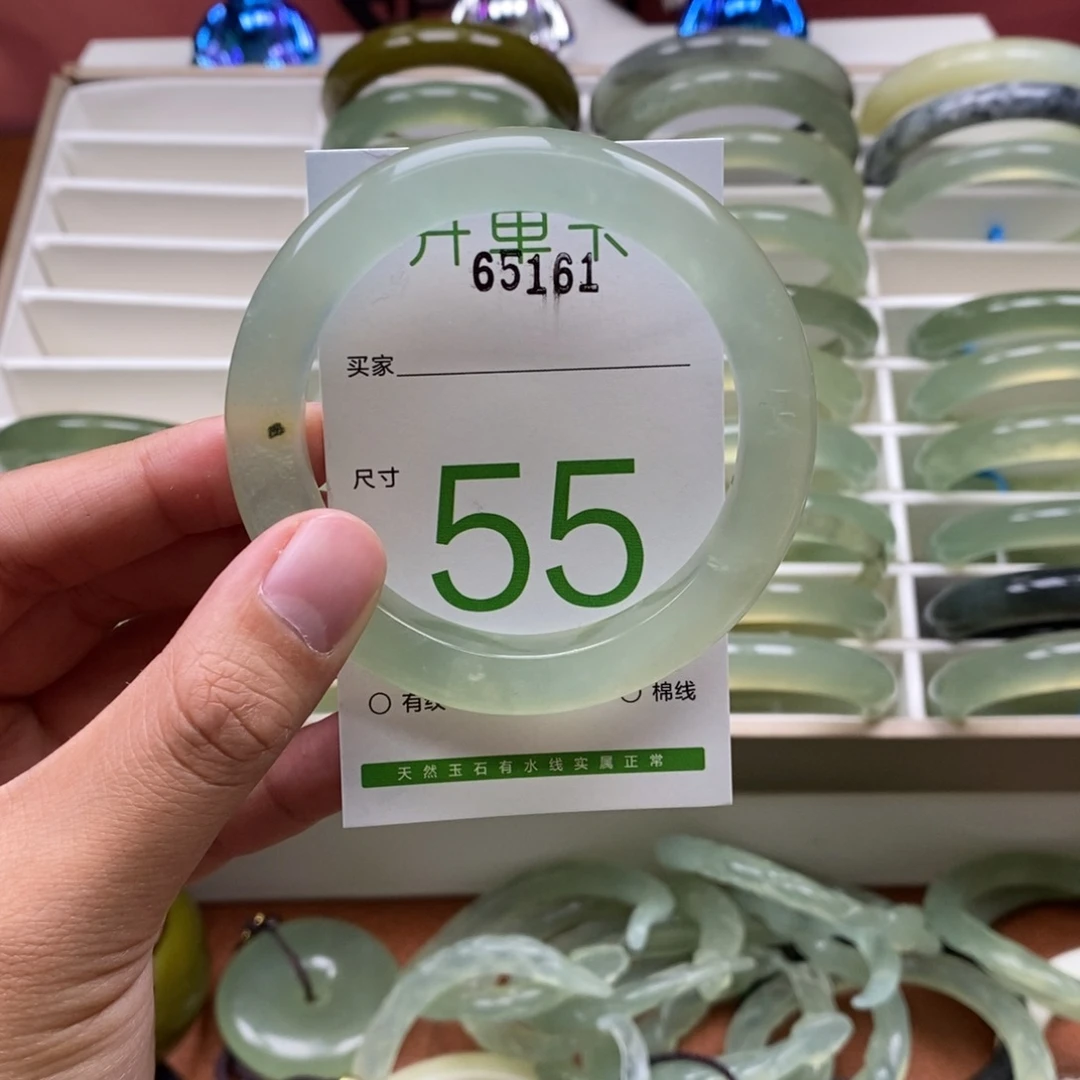 65161
买家
尺寸
55
有纹 棉线
天然玉石有水线实属正常